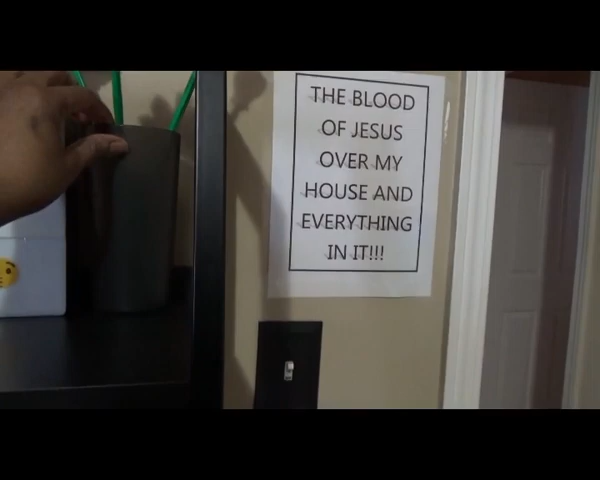 THE BLOOD
OF JESUS
OVER MY
HOUSE AND
EVERYTHING
IN IT!!!